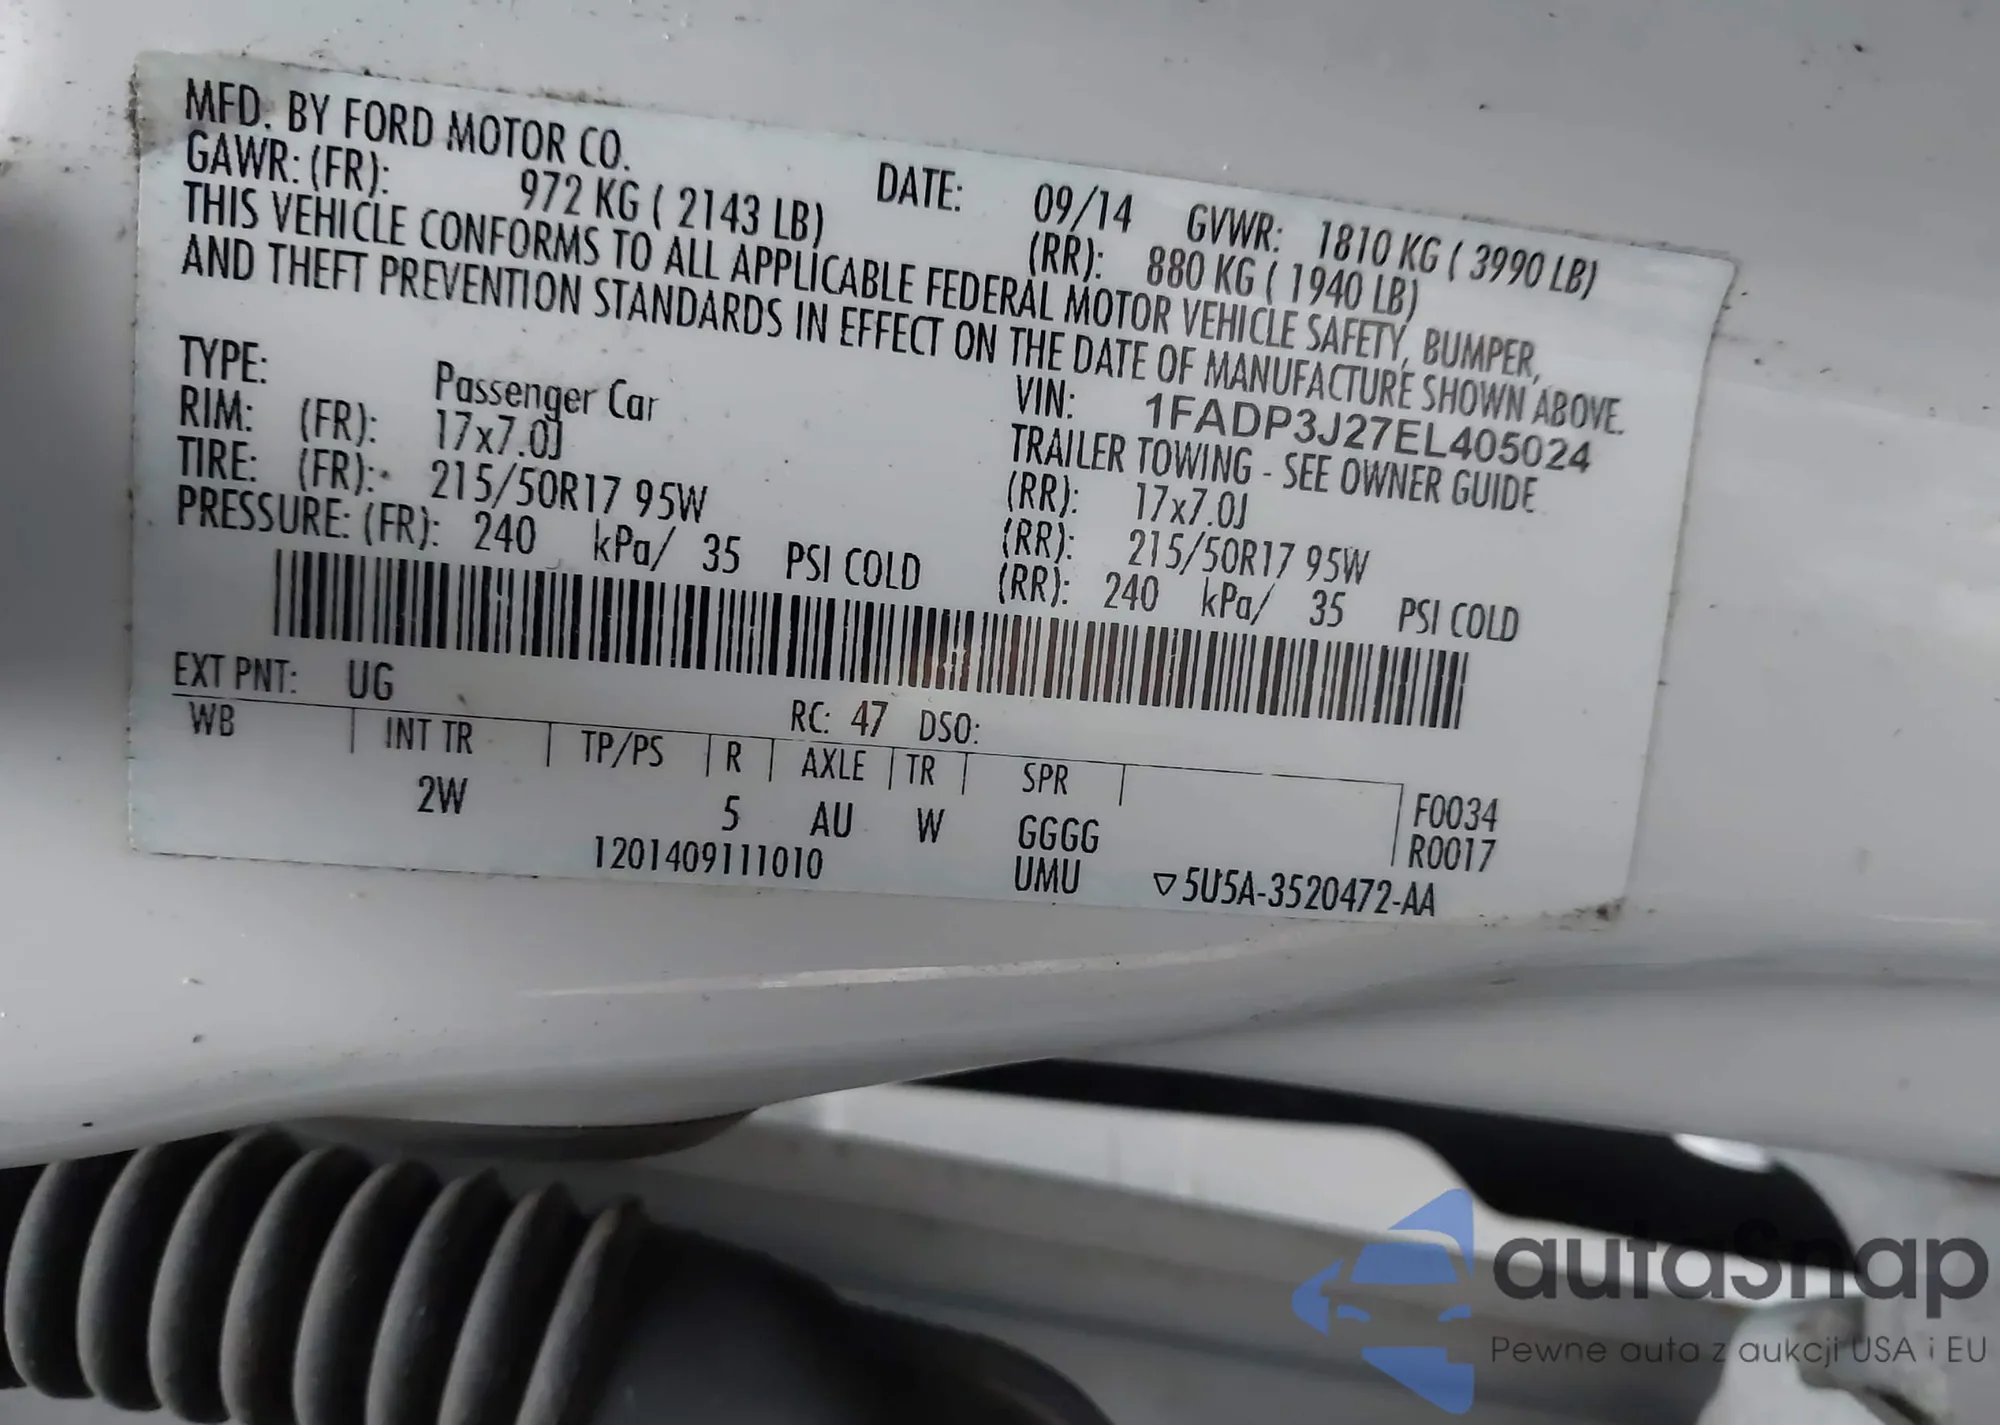 MFD. BY FORD MOTOR CO.
DATE: 09/14 GVWR: 1810 KG ( 3990 LB)
GAWR: (FR): 972 KG ( 2143 LB) (RR): 880 KG ( 1940 LB)
THIS VEHICLE CONFORMS TO ALL APPLICABLE FEDERAL MOTOR VEHICLE SAFETY, BUMPER,
AND THEFT PREVENTION STANDARDS IN EFFECT ON THE DATE OF MANUFACTURE SHOWN ABOVE.
VIN: 1FADP3J27EL405024
TYPE: Passenger Car TRAILER TOWING - SEE OWNER GUIDE
RIM: (FR): 17x7.0J (RR): 17x7.0J
TIRE: (FR): 215/50R17 95W (RR): 215/50R17 95W
PRESSURE: (FR): 240 kPa/ 35 PSI COLD (RR): 240 kPa/ 35 PSI COLD
EXT PNT: UG RC: 47 DSO:
WB | INT TR | TP/PS | R | AXLE | TR | SPR | F0034
2W 5 AU W GGGG R0017
1201409111010 UMU ▽5U5A-3520472-AA
autasnap
Pewne auta z aukcji USA i EU